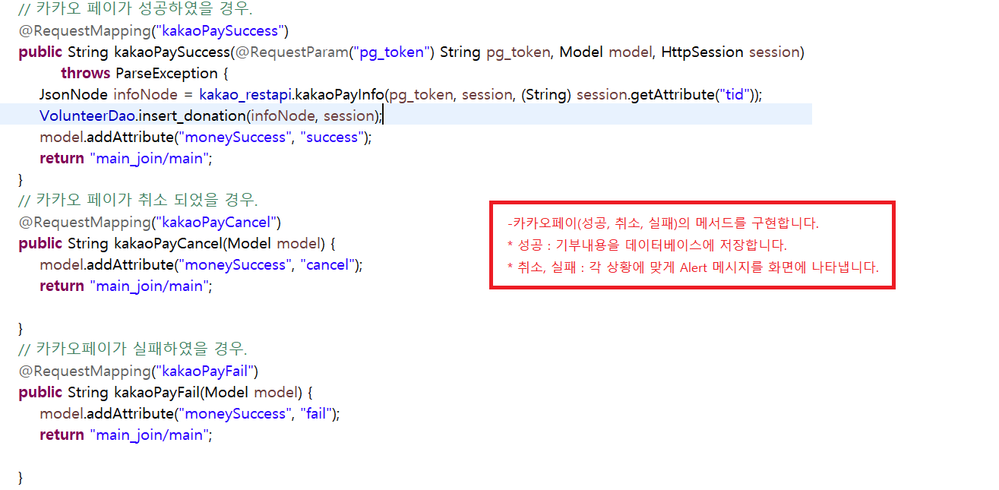 // 카카오 페이가 성공하였을 경우.
@RequestMapping("kakaoPaySuccess")
public String kakaoPaySuccess(@RequestParam("pg_token") String pg_token, Model model, HttpSession session)
throws ParseException {
JsonNode infoNode = kakao_restapi.kakaoPayInfo(pg_token, session, (String) session.getAttribute("tid"));
VolunteerDao.insert_donation(infoNode, session);
model.addAttribute("moneySuccess", "success");
return "main_join/main";
}
// 카카오 페이가 취소 되었을 경우.
@RequestMapping("kakaoPayCancel")
public String kakaoPayCancel(Model model) {
model.addAttribute("moneySuccess", "cancel");
return "main_join/main";
}
-카카오페이(성공, 취소, 실패)의 메서드를 구현합니다.
* 성공 : 기부내용을 데이터베이스에 저장합니다.
* 취소, 실패 : 각 상황에 맞게 Alert 메시지를 화면에 나타냅니다.
// 카카오페이가 실패하였을 경우.
@RequestMapping("kakaoPayFail")
public String kakaoPayFail(Model model) {
model.addAttribute("moneySuccess", "fail");
return "main_join/main";
}